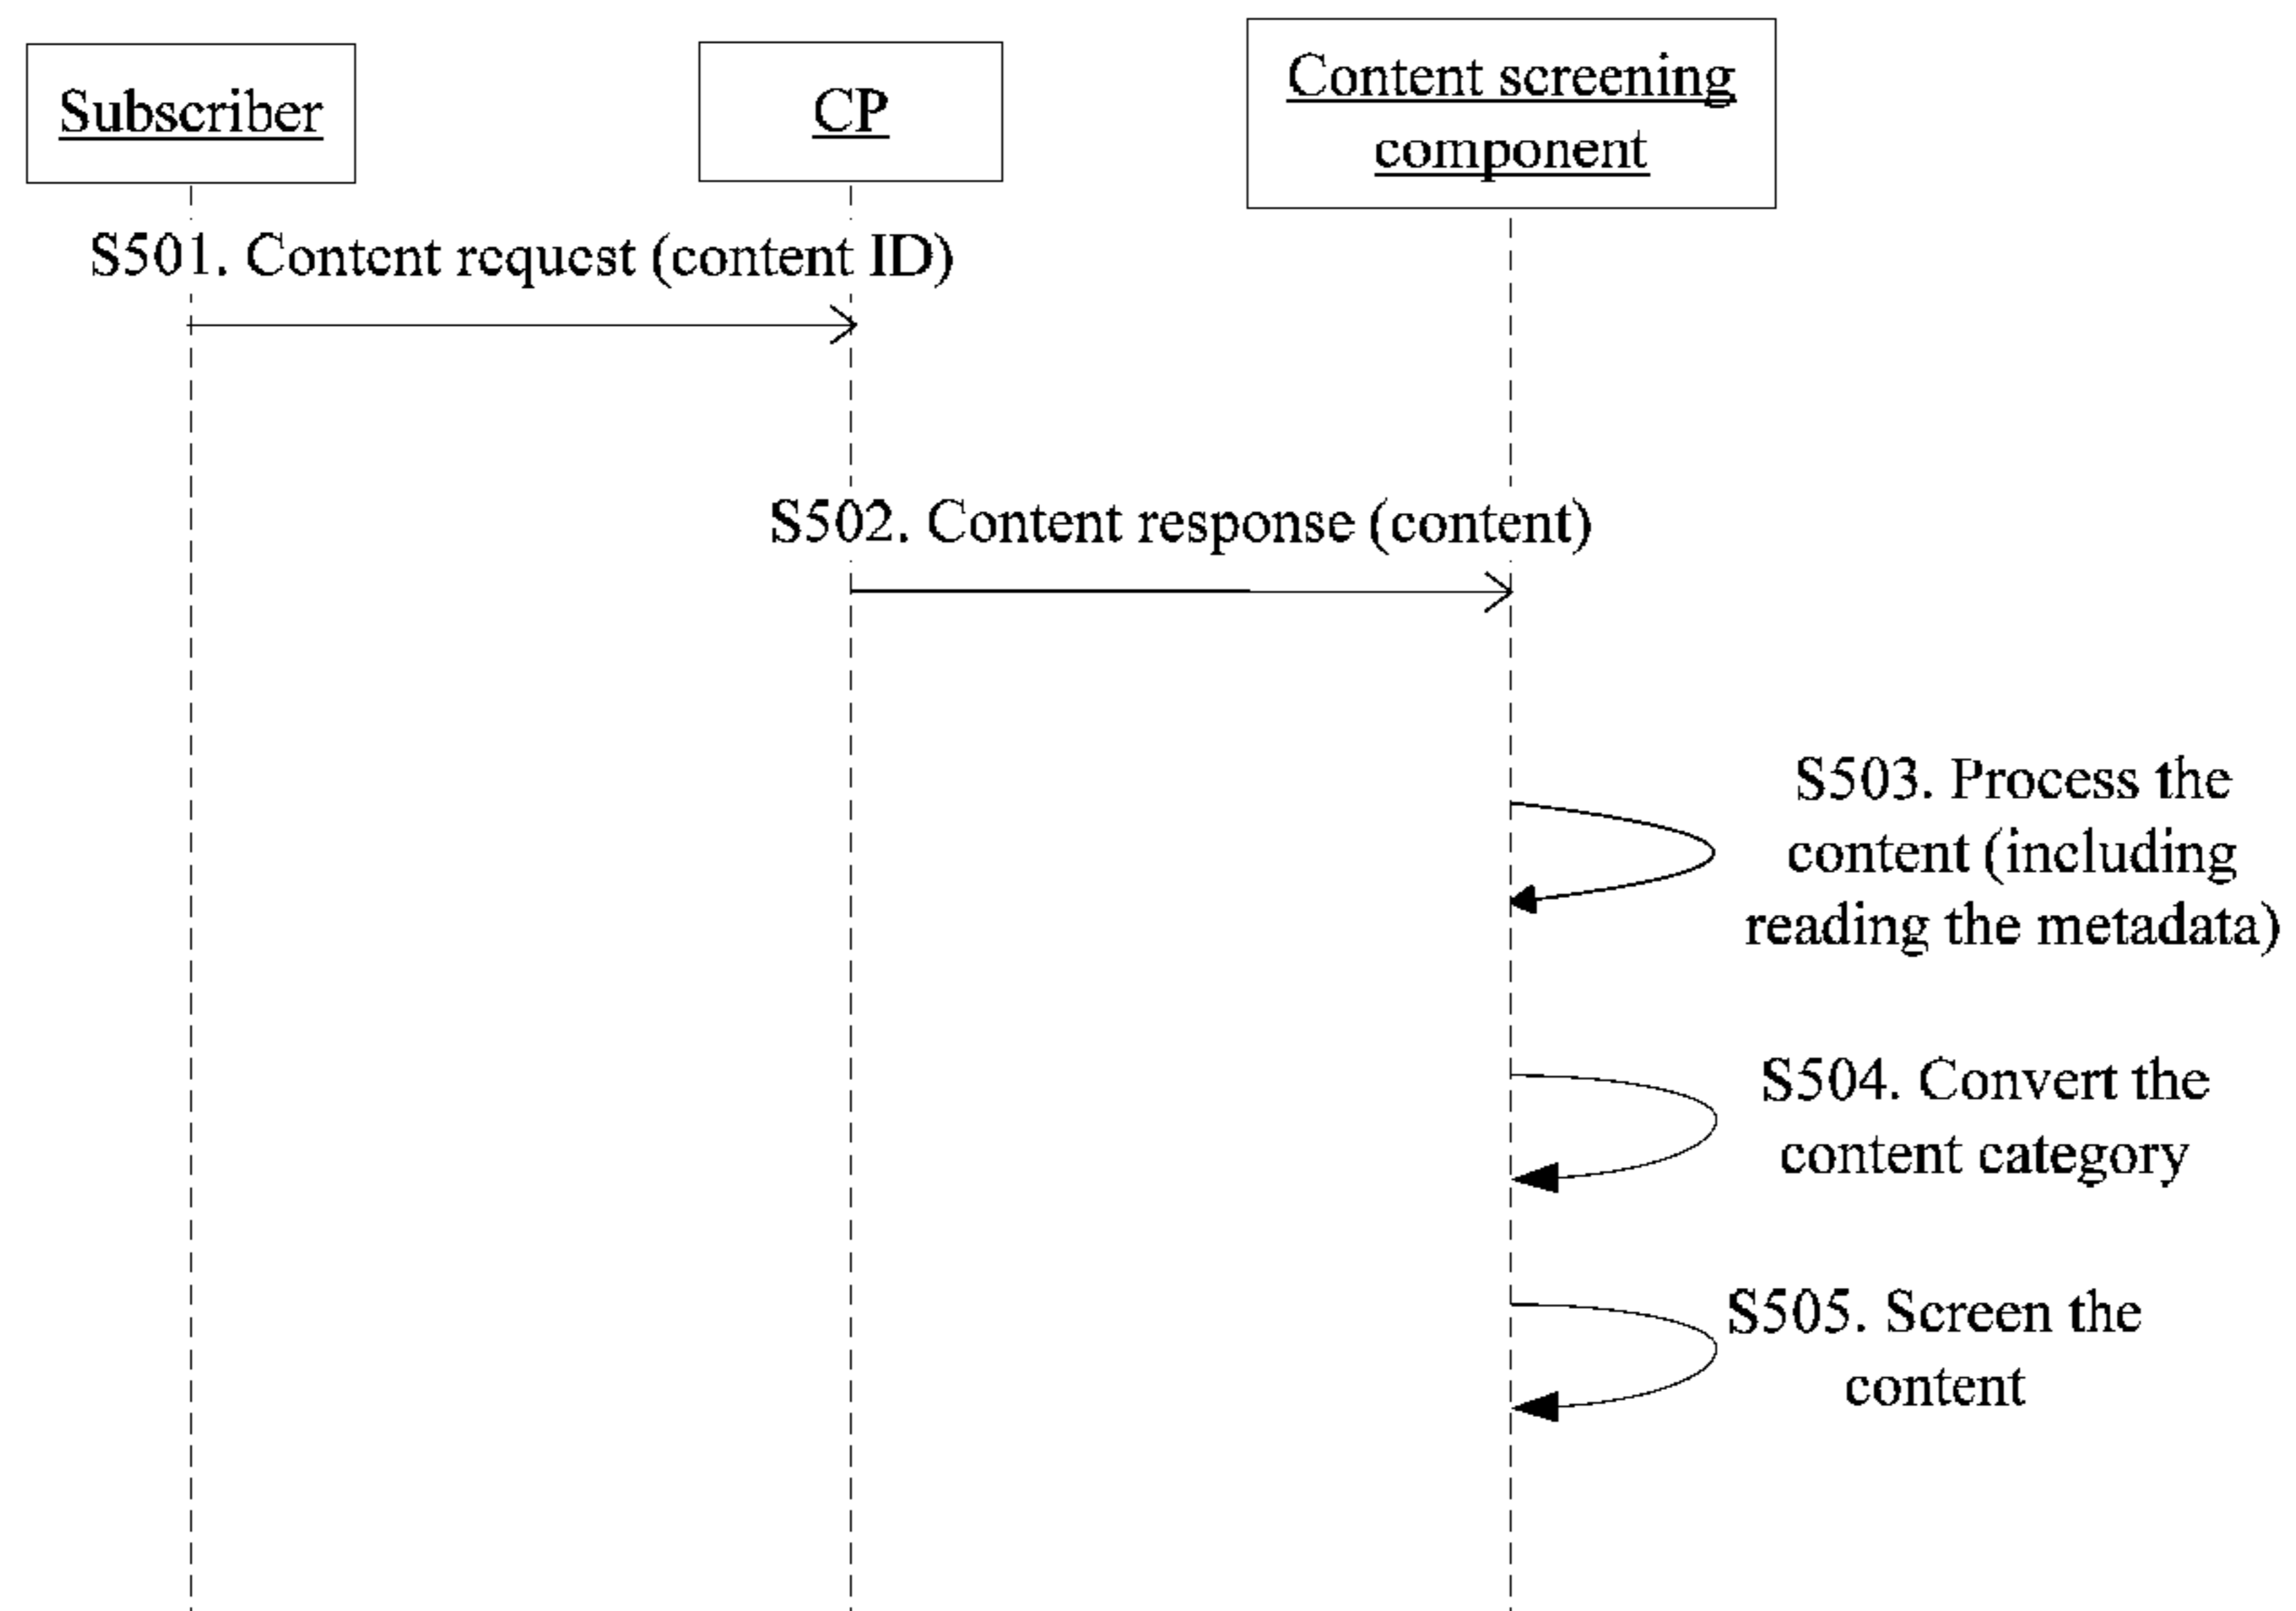 Subscriber
CP
Content screening
component
S501. Content request (content ID)
S502. Content response (content)
S503. Process the
content (including
reading the metadata)
S504. Convert the
content category
S505. Screen the
content